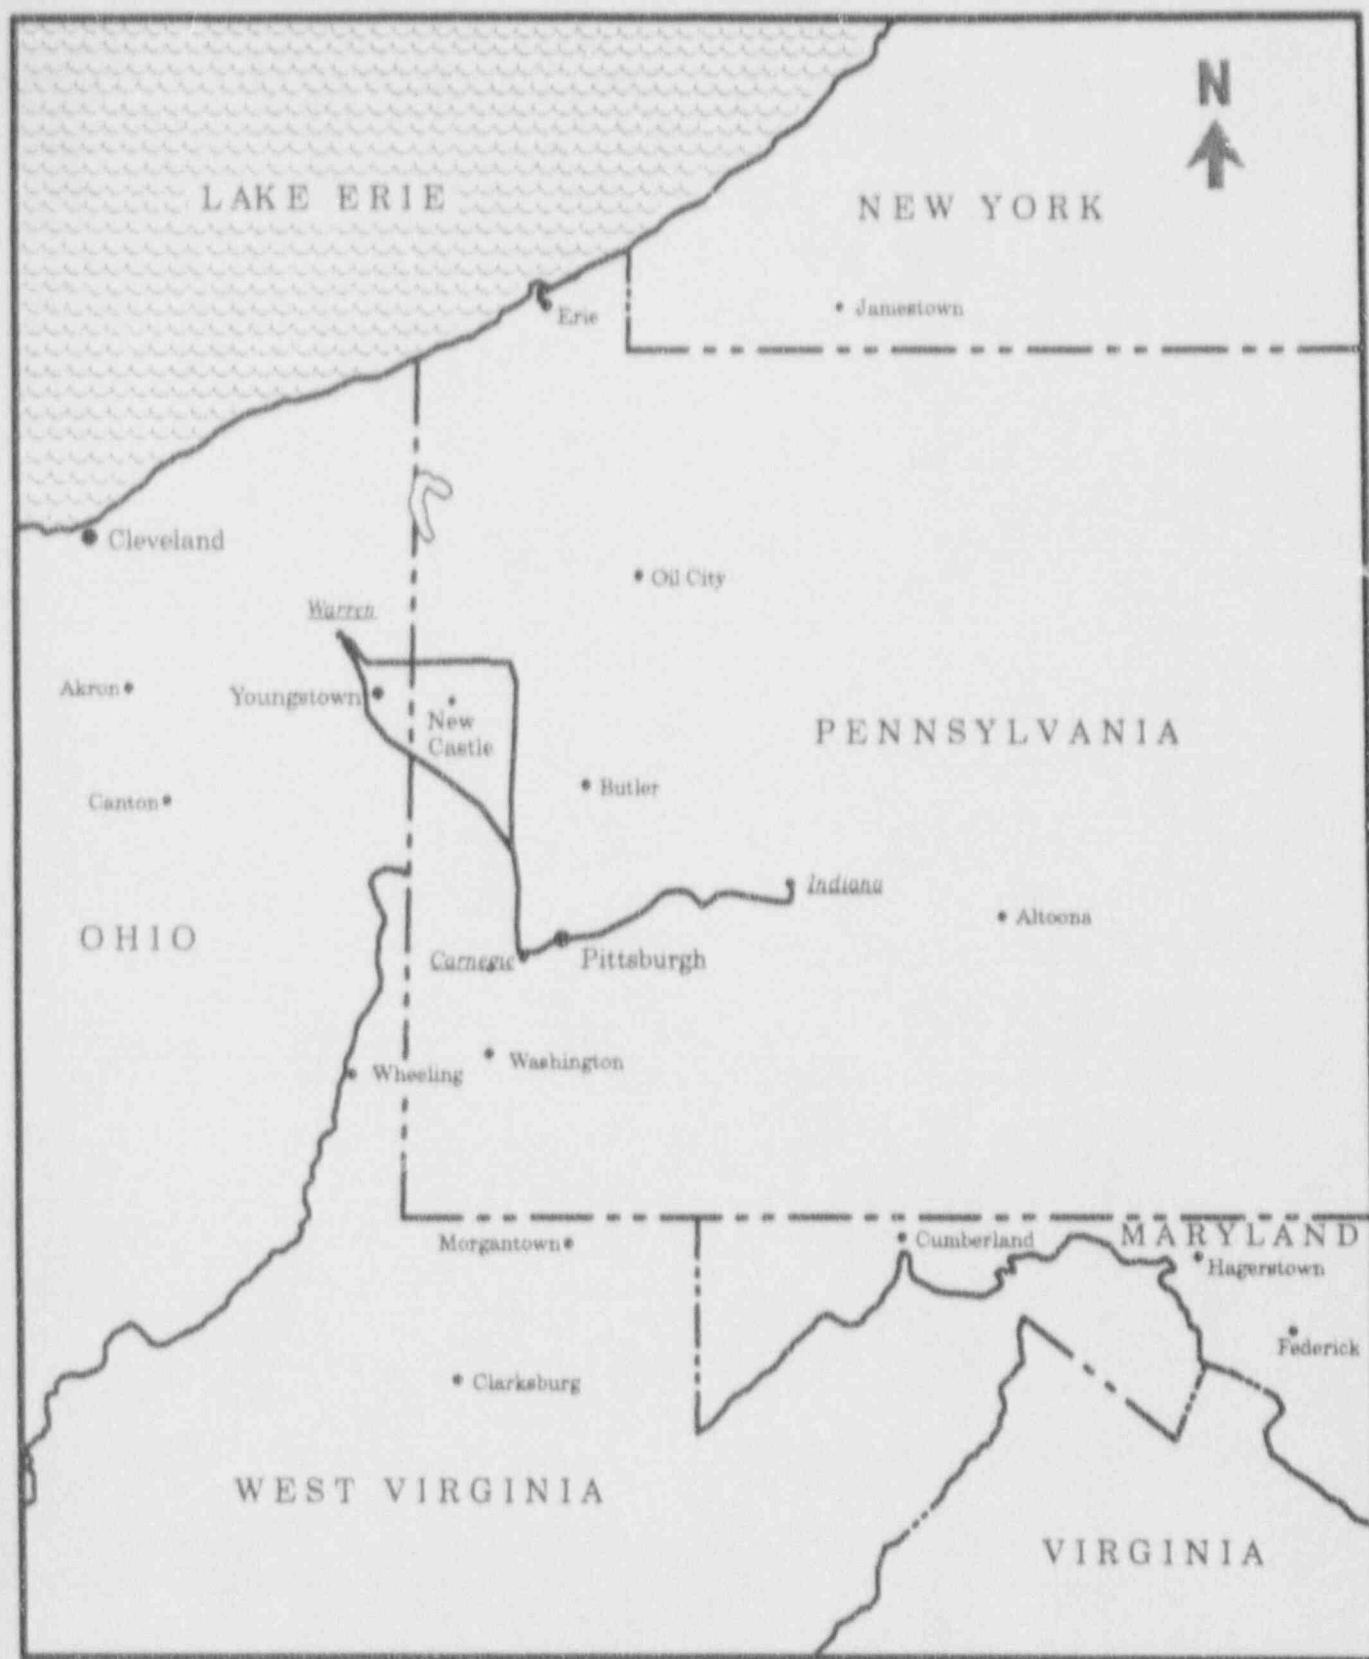 N
LAKE ERIE
NEW YORK
Erie
Jamestown
Cleveland
Oil City
Warren
Akron
Youngstown
New
Castle
PENNSYLVANIA
Canton
Butler
Indiana
OHIO
Altoona
Carnegie
Pittsburgh
Wheeling
Washington
Morgantown
Cumberland
MARYLAND
Hagerstown
Federick
Clarksburg
WEST VIRGINIA
VIRGINIA